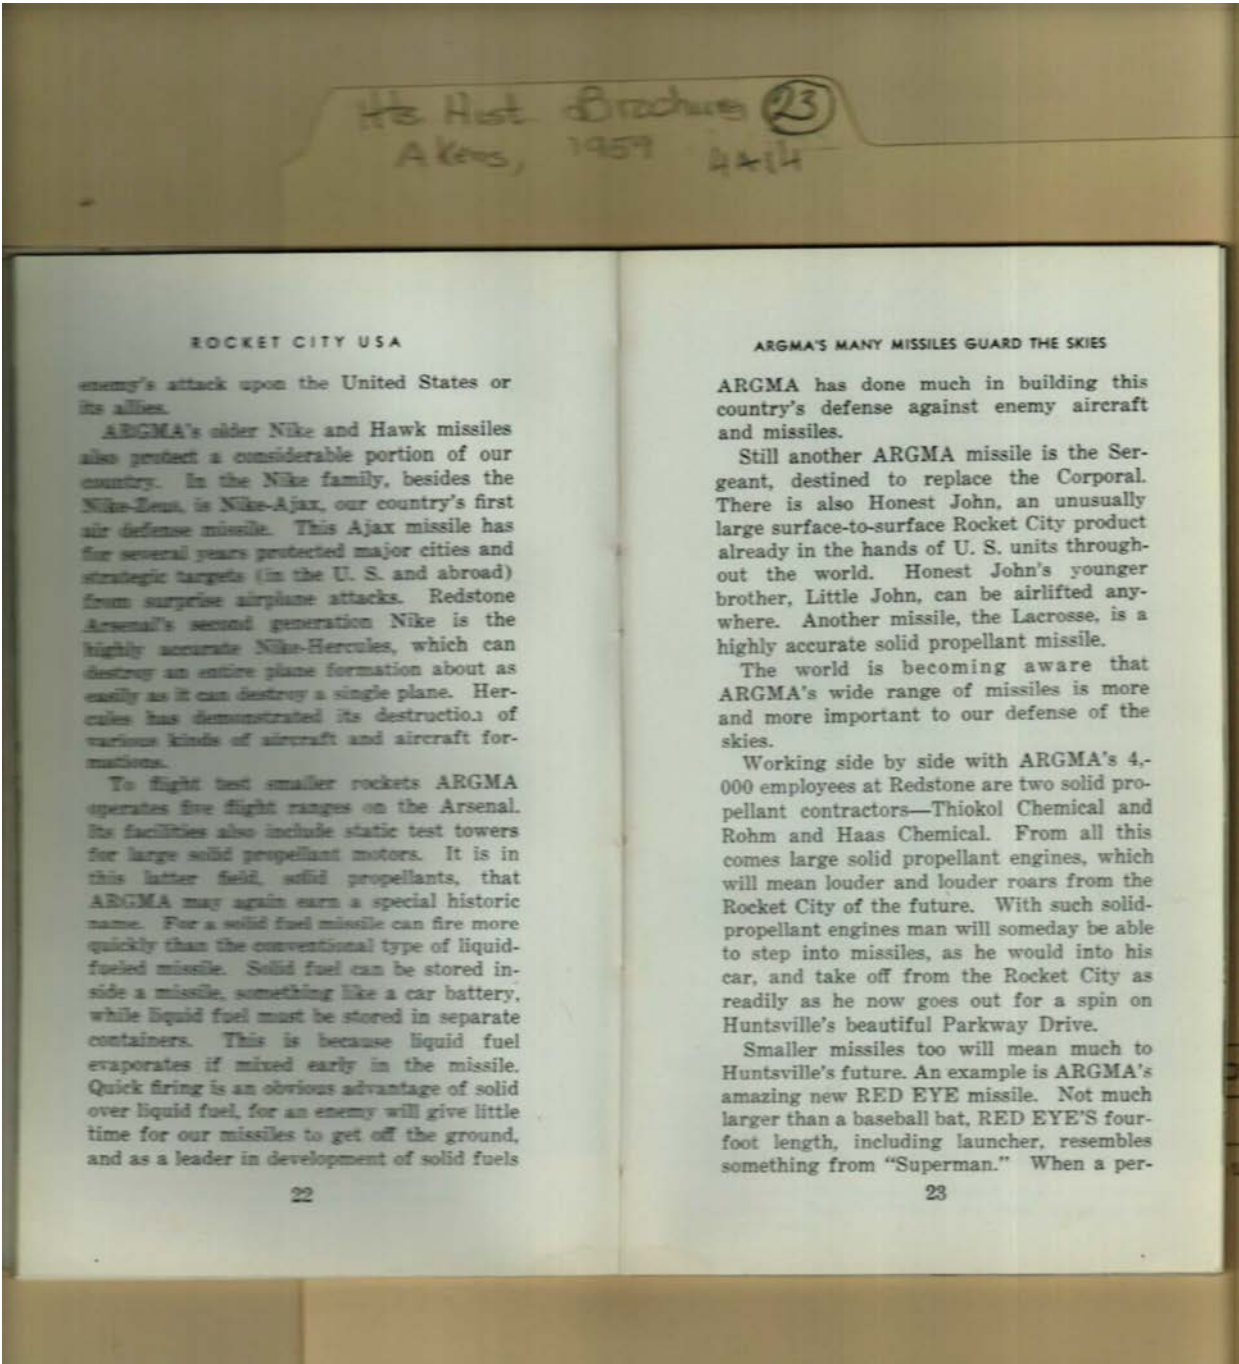 Hts Hist Brochure 23
Akens, 1959 4414
ROCKET CITY USA
enemy's attack upon the United States or
its allies.
ARGMA's older Nike and Hawk missiles
also protect a considerable portion of our
country. In the Nike family, besides the
Nike-Zeus, is Nike-Ajax, our country's first
air defense missile. This Ajax missile has
for several years protected major cities and
strategic targets (in the U. S. and abroad)
from surprise airplane attacks. Redstone
Arsenal's second generation Nike is the
highly accurate Nike-Hercules, which can
destroy an entire plane formation about as
easily as it can destroy a single plane. Her-
cules has demonstrated its destruction of
various kinds of aircraft and aircraft for-
mations.
To flight test smaller rockets ARGMA
operates five flight ranges on the Arsenal.
Its facilities also include static test towers
for large solid propellant motors. It is in
this latter field, solid propellants, that
ARGMA may again earn a special historic
name. For a solid fuel missile can fire more
quickly than the conventional type of liquid-
fueled missile. Solid fuel can be stored in-
side a missile, something like a car battery,
while liquid fuel must be stored in separate
containers. This is because liquid fuel
evaporates if mixed early in the missile.
Quick firing is an obvious advantage of solid
over liquid fuel, for an enemy will give little
time for our missiles to get off the ground,
and as a leader in development of solid fuels
22
ARGMA'S MANY MISSILES GUARD THE SKIES
ARGMA has done much in building this
country's defense against enemy aircraft
and missiles.
Still another ARGMA missile is the Ser-
geant, destined to replace the Corporal.
There is also Honest John, an unusually
large surface-to-surface Rocket City product
already in the hands of U. S. units through-
out the world. Honest John's younger
brother, Little John, can be airlifted any-
where. Another missile, the Lacrosse, is a
highly accurate solid propellant missile.
The world is becoming aware that
ARGMA's wide range of missiles is more
and more important to our defense of the
skies.
Working side by side with ARGMA's 4,-
000 employees at Redstone are two solid pro-
pellant contractors—Thiokol Chemical and
Rohm and Haas Chemical. From all this
comes large solid propellant engines, which
will mean louder and louder roars from the
Rocket City of the future. With such solid-
propellant engines man will someday be able
to step into missiles, as he would into his
car, and take off from the Rocket City as
readily as he now goes out for a spin on
Huntsville's beautiful Parkway Drive.
Smaller missiles too will mean much to
Huntsville's future. An example is ARGMA's
amazing new RED EYE missile. Not much
larger than a baseball bat, RED EYE'S four-
foot length, including launcher, resembles
something from "Superman." When a per-
23